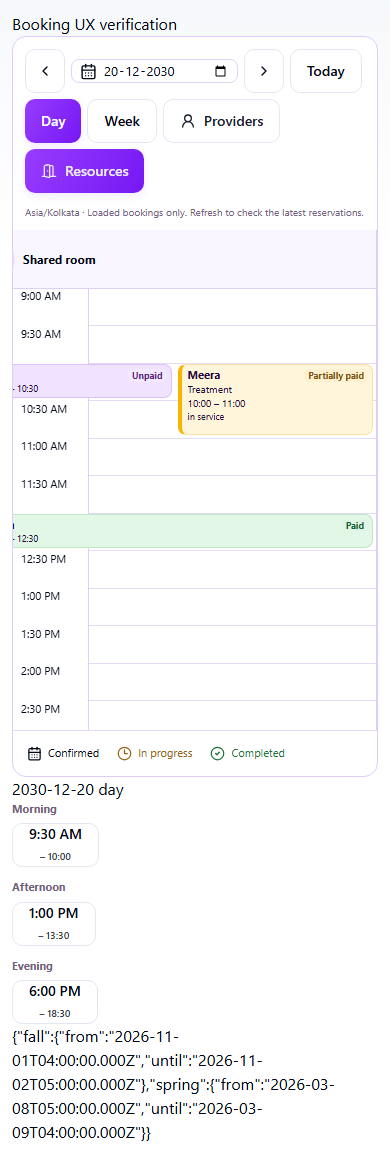 Booking UX verification
20-12-2030
Today
Day
Week
Providers
Resources
Asia/Kolkata · Loaded bookings only. Refresh to check the latest reservations.
Shared room
9:00 AM
9:30 AM
Unpaid
- 10:30
Meera
Partially paid
Treatment
10:00 – 11:00
in service
10:30 AM
11:00 AM
11:30 AM
Paid
- 12:30
12:30 PM
1:00 PM
1:30 PM
2:00 PM
2:30 PM
Confirmed
In progress
Completed
2030-12-20 day
Morning
9:30 AM
– 10:00
Afternoon
1:00 PM
– 13:30
Evening
6:00 PM
– 18:30
{"fall":{"from":"2026-11-
01T04:00:00.000Z","until":"2026-11-
02T05:00:00.000Z"},"spring":{"from":"2026-03-
08T05:00:00.000Z","until":"2026-03-
09T04:00:00.000Z"}}